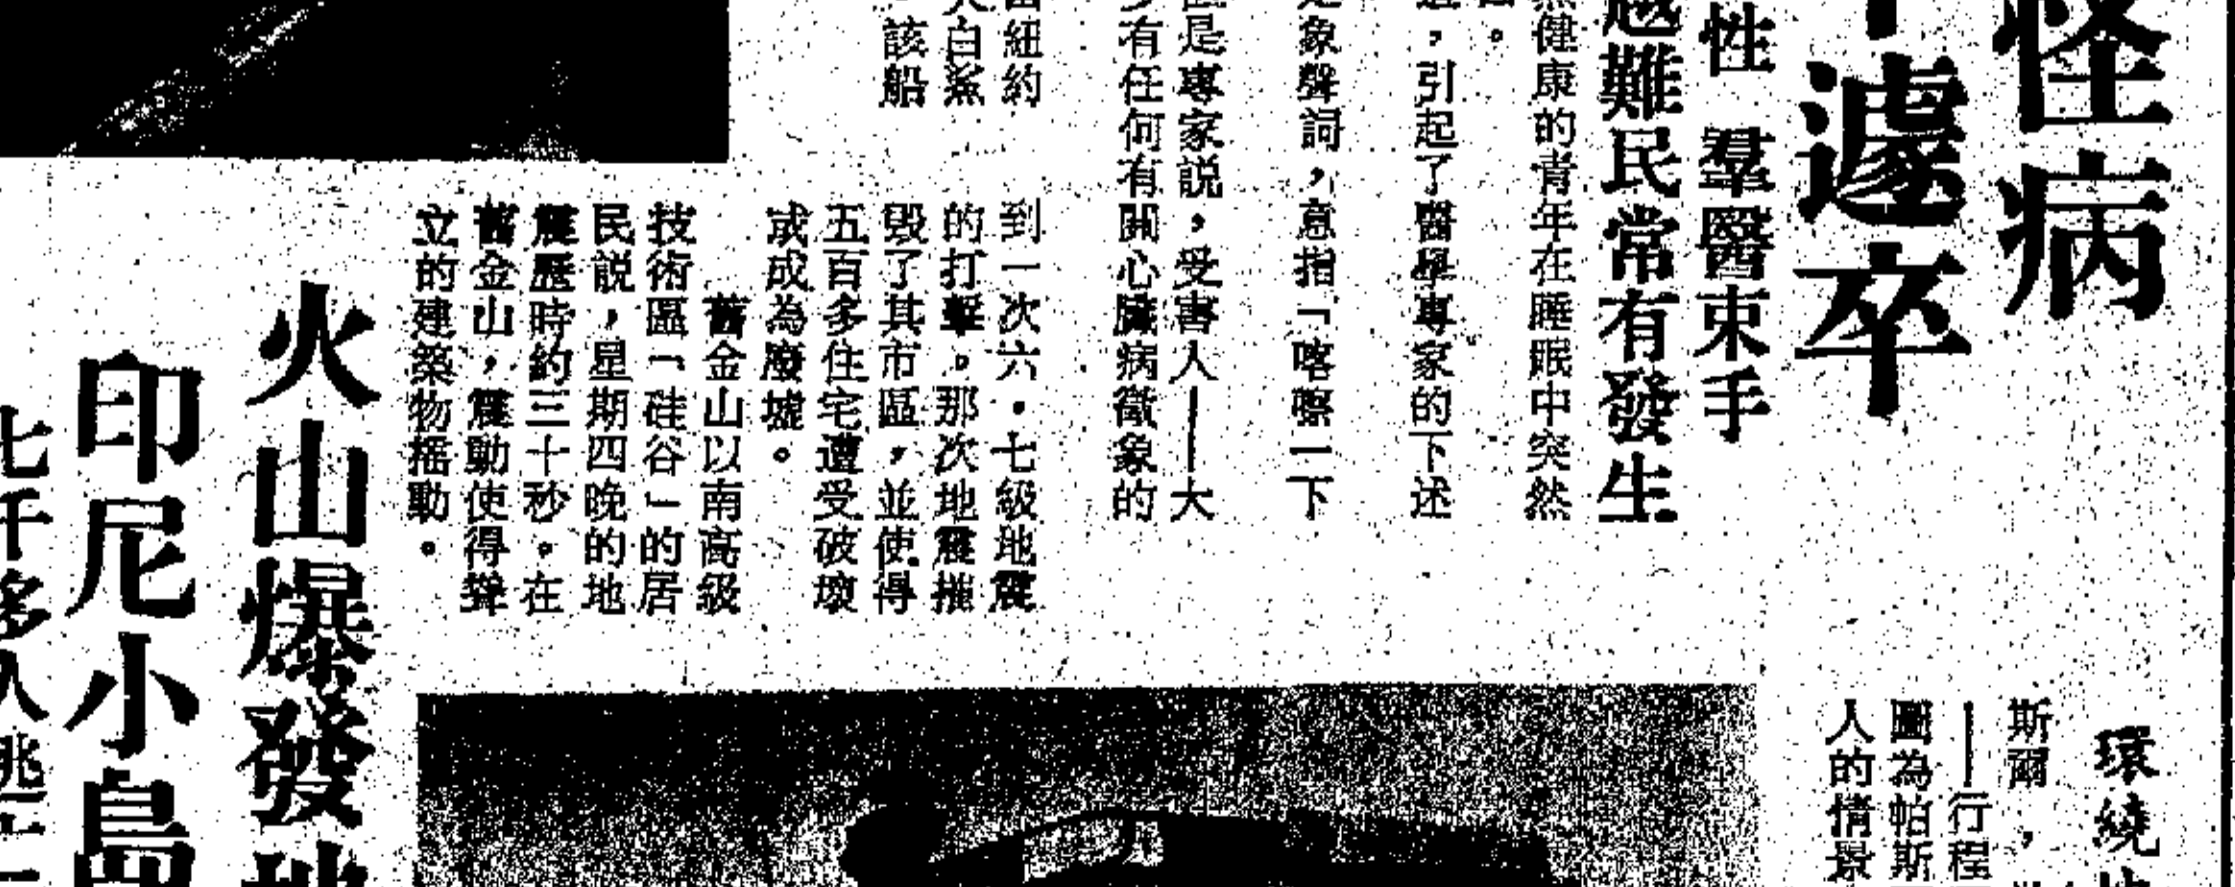 怪病
遽卒
性 羣醫束手
越難民常有發生
然健康的青年在睡眠中突然
，引起了醫學專家的下述
象聲詞，意指「喀嚓一下
是專家説，受害人——大
有任何有關心臟病徵象的
紐約
白鯊
該船
到一次六．七級地震
的打擊。那次地震摧
毀了其市區，並使得
五百多住宅遭受破壞
或成為廢墟。
舊金山以南高級
技術區「硅谷」的居
民説，星期四晚的地
震歷時約三十秒。在
舊金山，震動使得聳
立的建築物搖動。
環繞
斯爾，
——行程
圖為帕斯
人的情景
火山爆發
印尼小島
七千多人逃